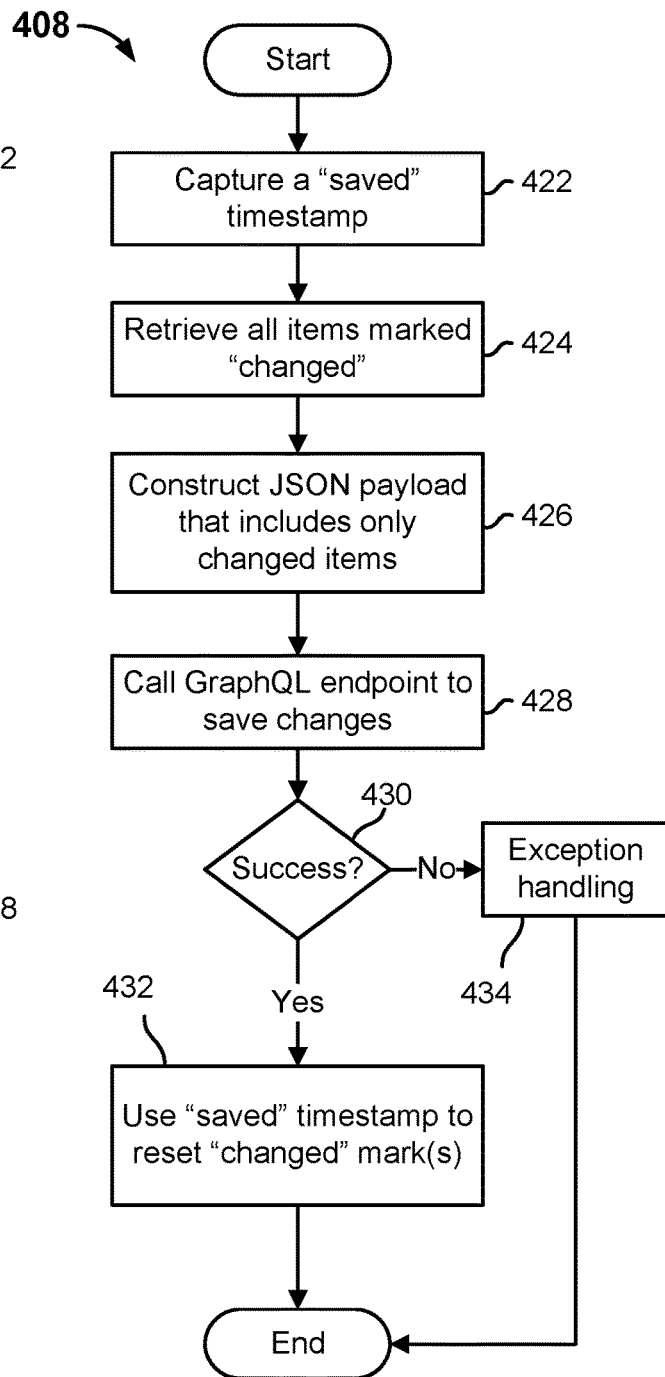 408
Start
2
Capture a “saved”
timestamp
422
Retrieve all items marked
“changed”
424
Construct JSON payload
that includes only
changed items
426
Call GraphQL endpoint to
save changes
428
430
Success?
No
Exception
handling
8
434
432
Yes
Use “saved” timestamp to
reset “changed” mark(s)
End